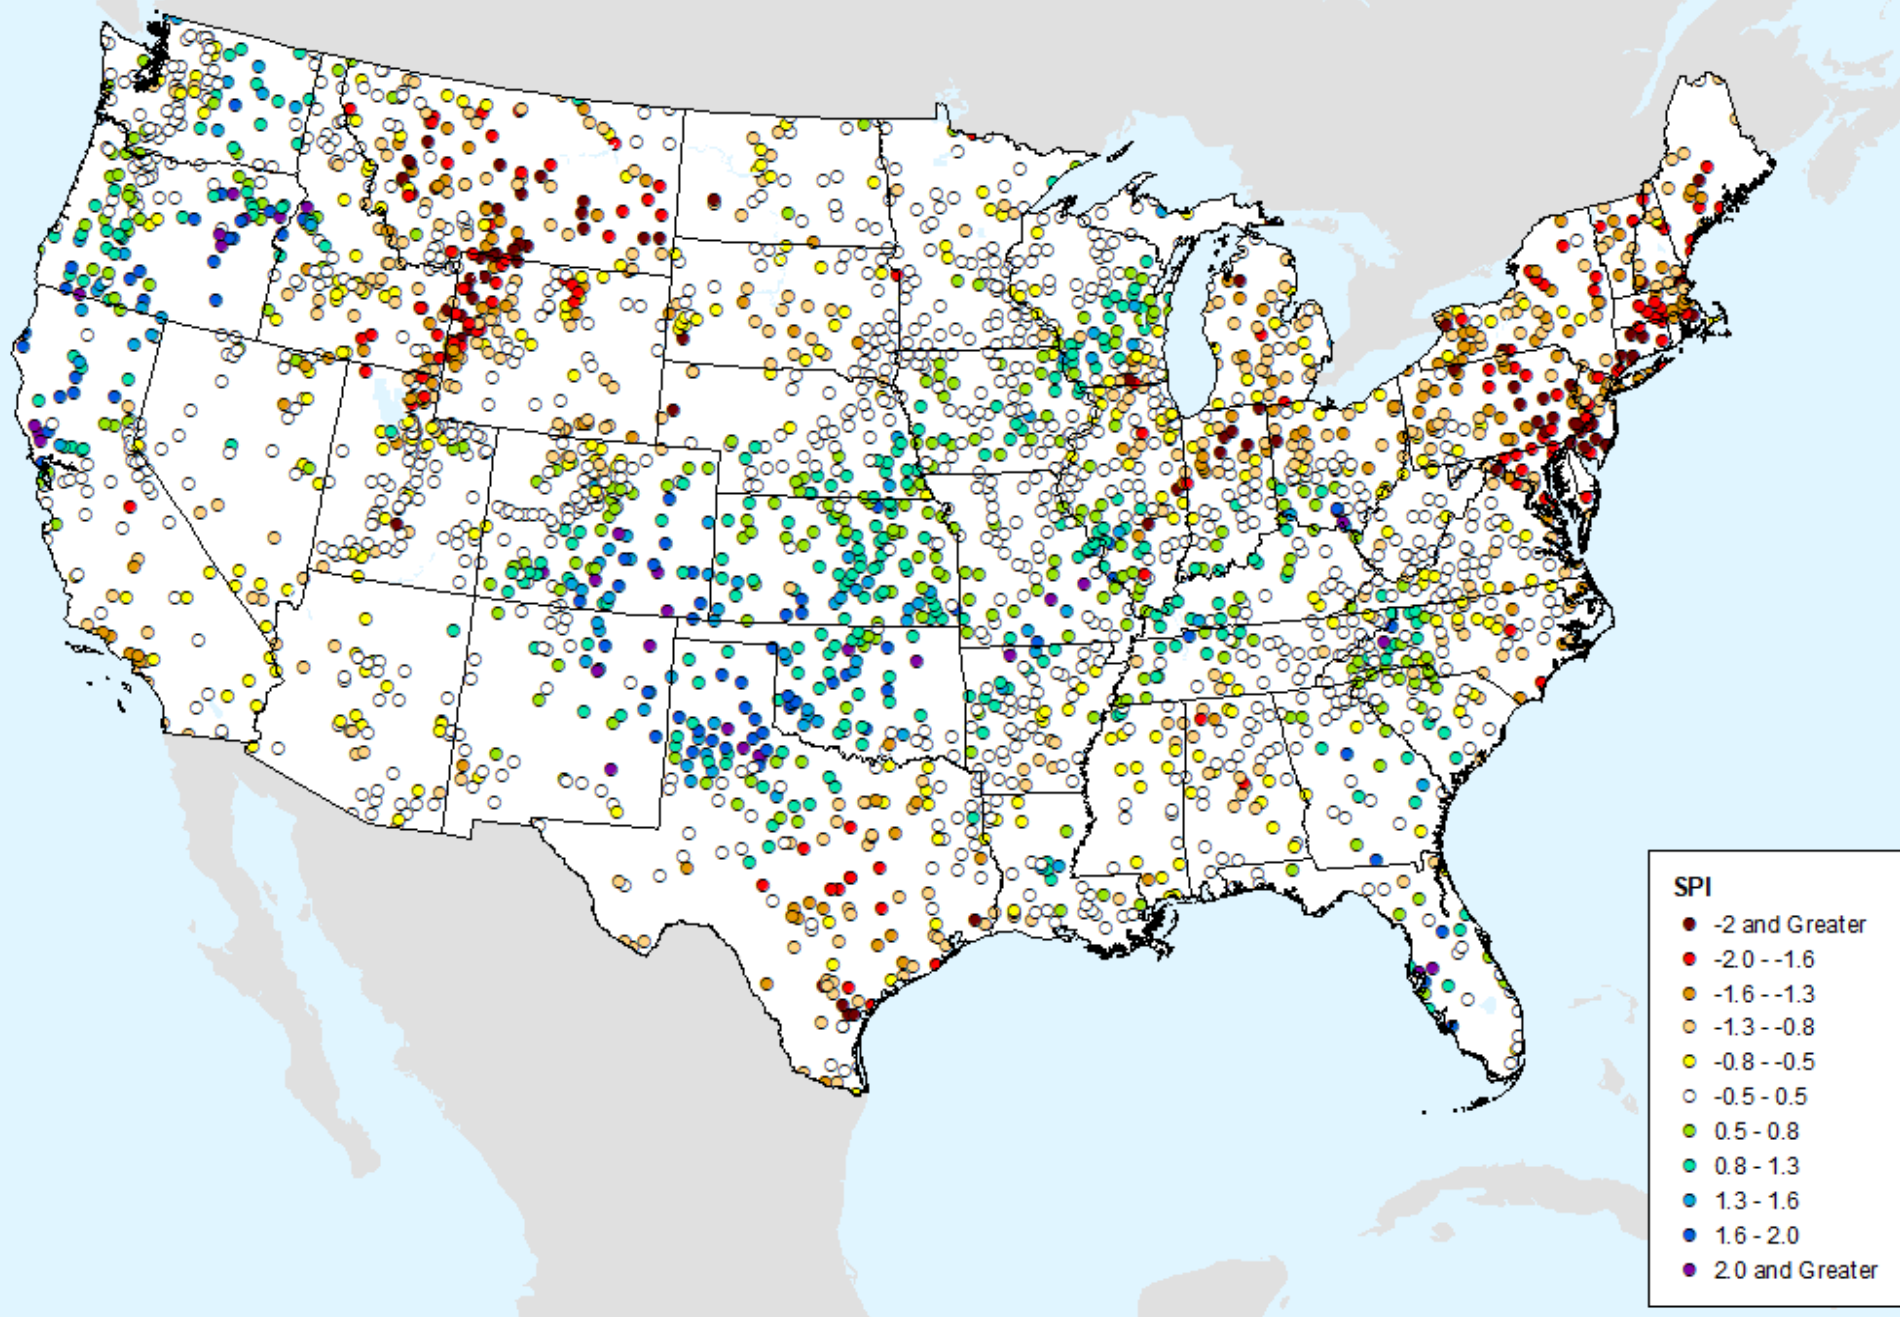 SPI
-2 and Greater
-2.0 - -1.6
-1.6 - -1.3
-1.3 - -0.8
-0.8 - -0.5
-0.5 - 0.5
0.5 - 0.8
0.8 - 1.3
1.3 - 1.6
1.6 - 2.0
2.0 and Greater